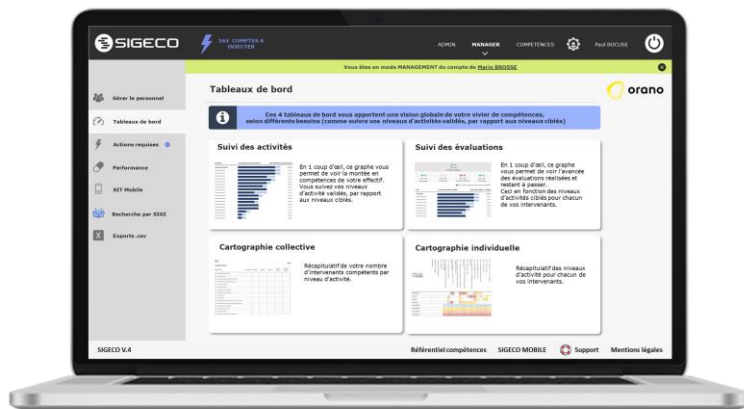 SIGECO
163 COMPTES A
INJECTER
ADMIN
MANAGER
COMPETENCES
Paul BOCUSE
Vous êtes en mode MANAGEMENT du compte de Mario BROSSE
Tableaux de bord
orano
Gérer le personnel
Tableaux de bord
Actions requises
Performance
SIT Mobile
Recherche par
Exports .csv
Ces 4 tableaux de bord vous apportent une vision globale de votre vivier de compétences,
selon différents besoins (comme suivre vos niveaux d'activités validés, par rapport aux niveaux ciblés)
Suivi des activités
En 1 coup d'œil, ce graphe vous
permet de voir la montée en
compétences de votre effectif.
Vous suivez vos niveaux
d'activité validés, par rapport
aux niveaux ciblés.
Suivi des évaluations
En 1 coup d'œil, ce graphe
vous permet de voir l'avancée
des évaluations réalisées et
restant à passer.
Ceci en fonction des niveaux
d'activités ciblés pour chacun
de vos intervenants.
Cartographie collective
Récapitulatif de votre nombre
d'intervenants compétents par
niveau d'activité.
Cartographie individuelle
Récapitulatif des niveaux
d'activité pour chacun de
vos intervenants.
SIGECO V.4
Référentiel compétences
SIGECO MOBILE
Support
Mentions légales